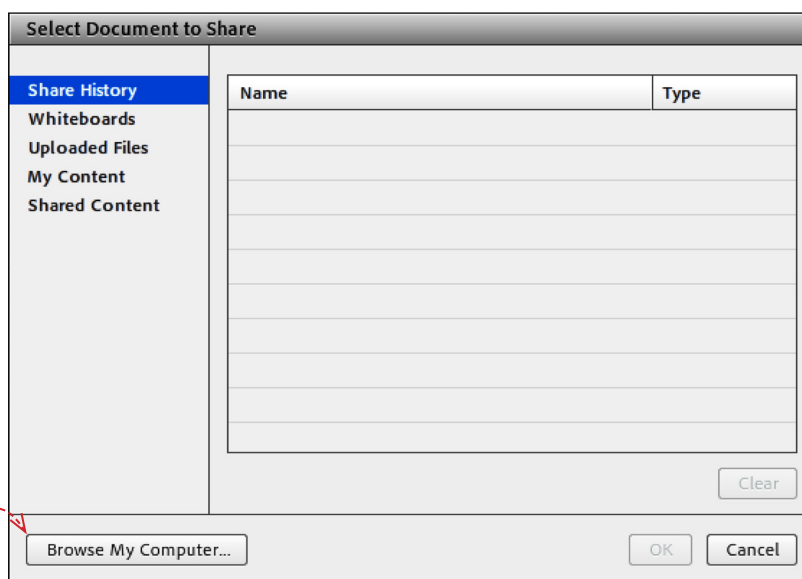 Select Document to Share
Share History
Whiteboards
Uploaded Files
My Content
Shared Content
Name Type
Clear
Browse My Computer... OK Cancel